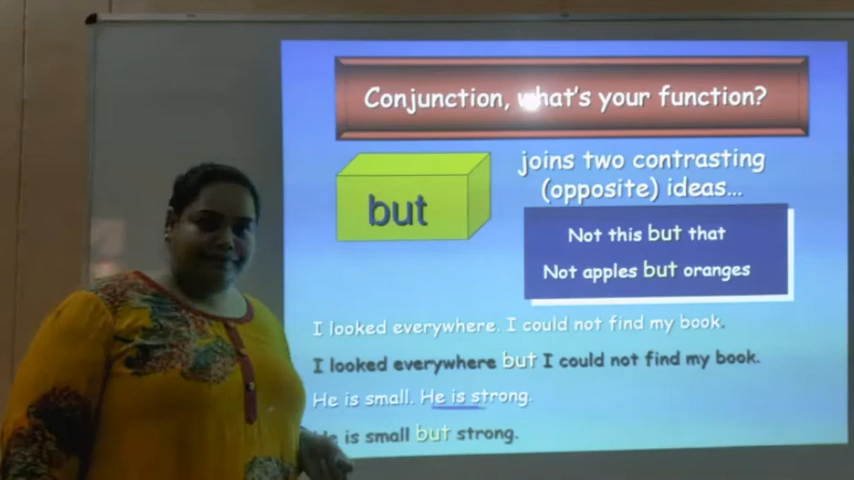 Conjunction, what's your function?
but
joins two contrasting
(opposite) ideas...
Not this but that
Not apples but oranges
I looked everywhere. I could not find my book.
I looked everywhere but I could not find my book.
He is small. He is strong.
He is small but strong.